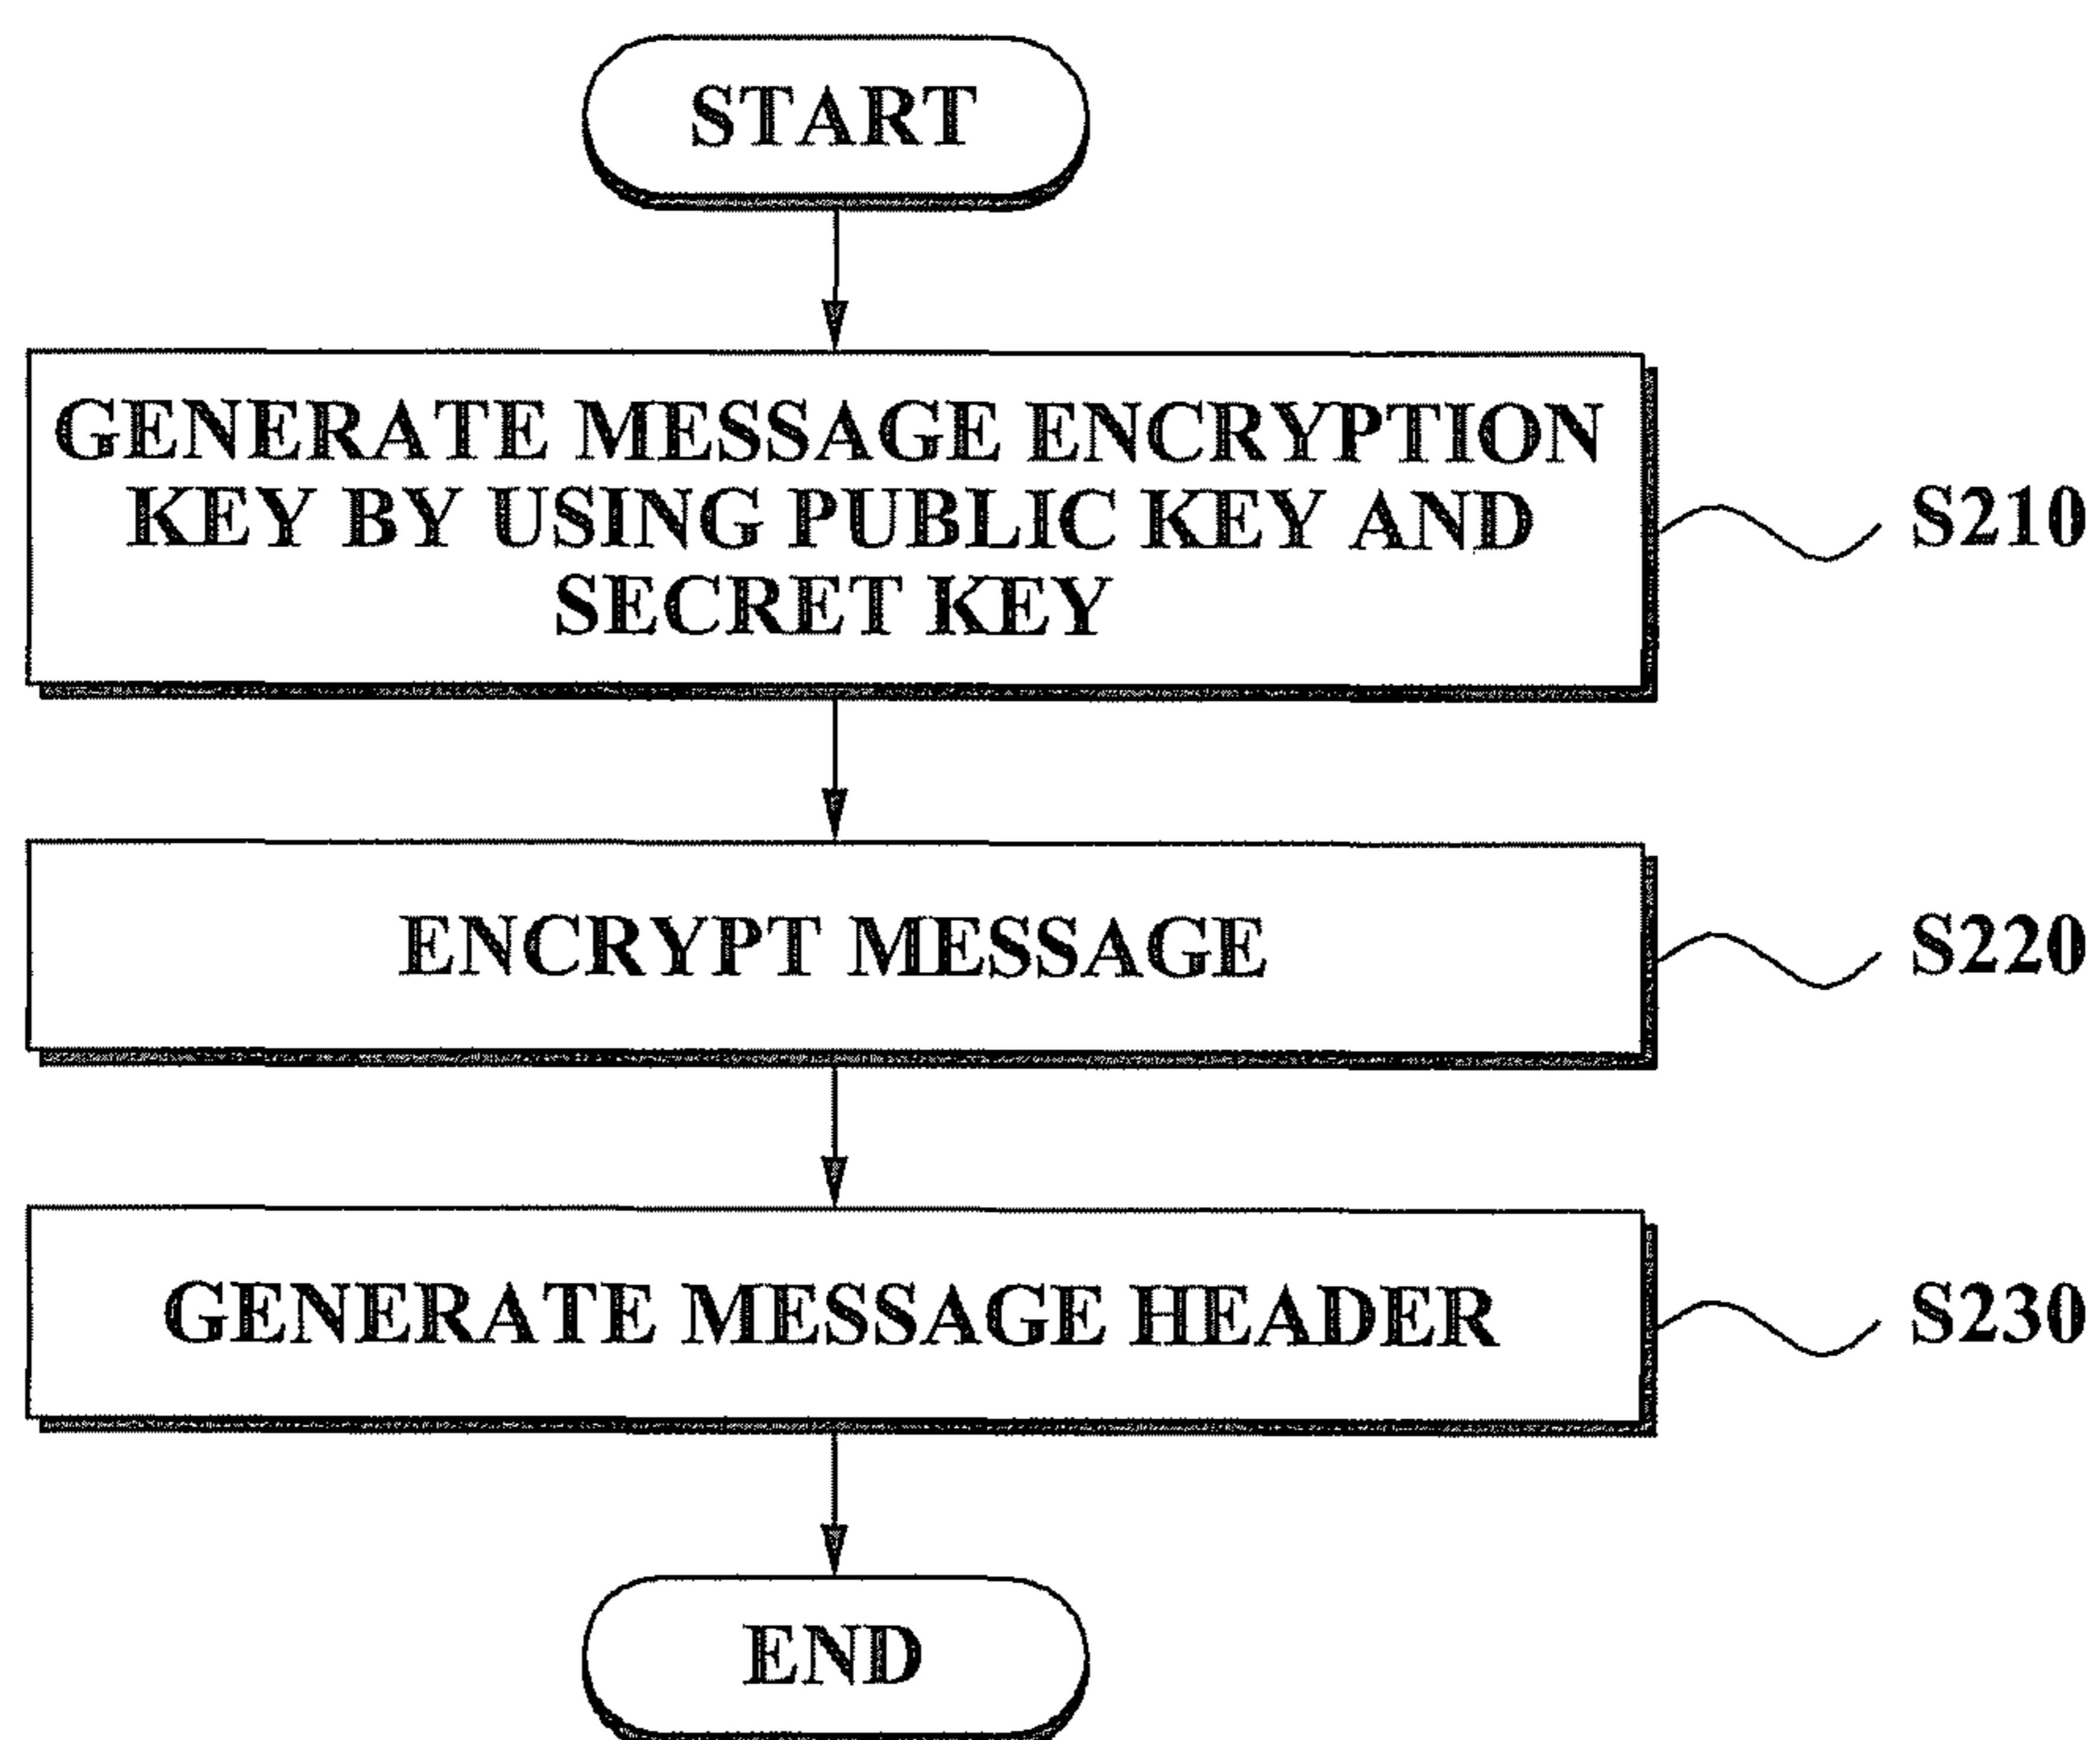 START
GENERATE MESSAGE ENCRYPTION
KEY BY USING PUBLIC KEY AND
SECRET KEY
S210
ENCRYPT MESSAGE
S220
GENERATE MESSAGE HEADER
S230
END